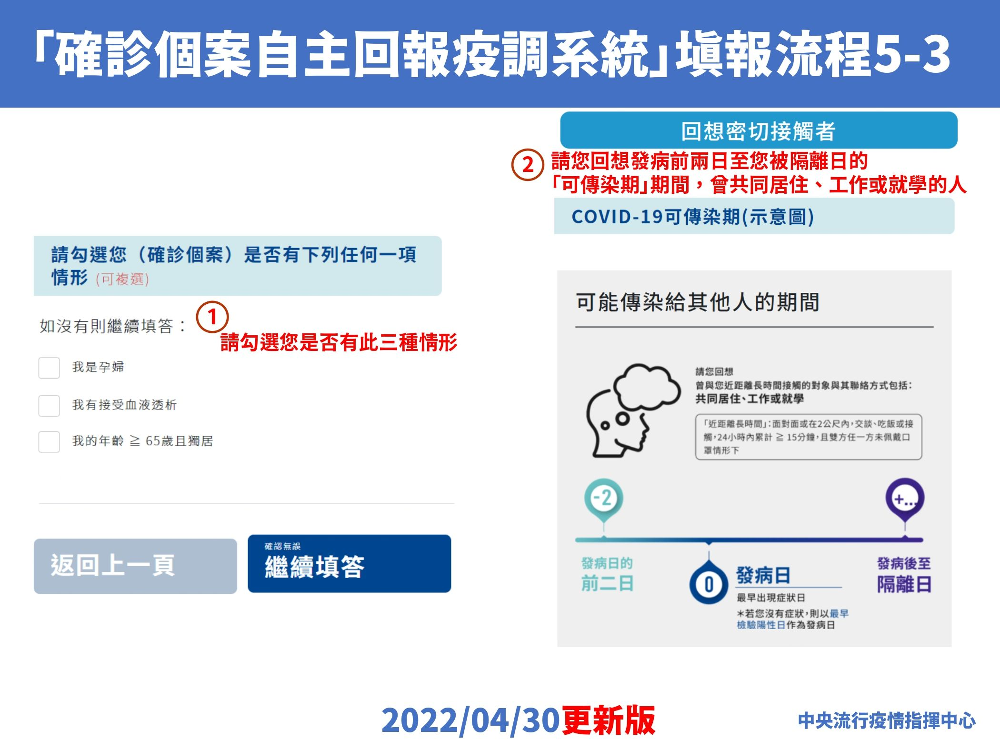 「確診個案自主回報疫調系統」填報流程5-3
請勾選您（確診個案）是否有下列任何一項
情形 (可複選)
如沒有則繼續填答：
1
請勾選您是否有此三種情形
我是孕婦
我有接受血液透析
我的年齡 ≧ 65歲且獨居
返回上一頁
確認無誤
繼續填答
回想密切接觸者
2
請您回想發病前兩日至您被隔離日的
「可傳染期」期間，曾共同居住、工作或就學的人
COVID-19可傳染期(示意圖)
可能傳染給其他人的期間
請您回想
曾與您近距離長時間接觸的對象與其聯絡方式包括：
共同居住、工作或就學
「近距離長時間」：面對面或在2公尺內，交談、吃飯或接
觸，24小時內累計 ≧ 15分鐘，且雙方任一方未佩戴口
罩情形下
-2
+...
發病日的
前二日
0
發病日
最早出現症狀日
＊若您沒有症狀，則以最早
檢驗陽性日作為發病日
發病後至
隔離日
2022/04/30更新版
中央流行疫情指揮中心